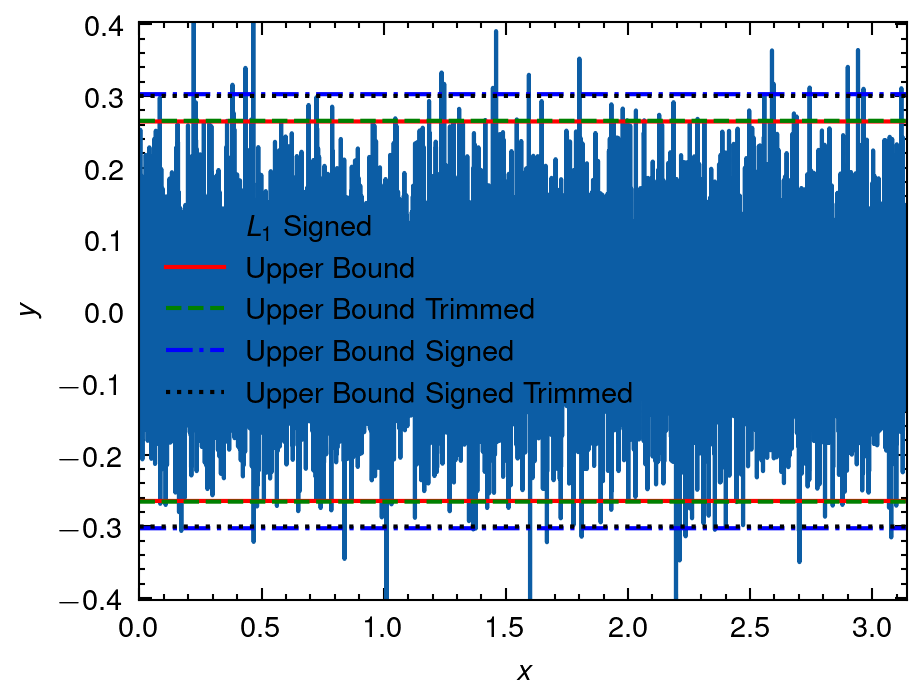 0.4
0.3
0.2
0.1
0.0
−0.1
−0.2
−0.3
−0.4
y
L₁ Signed
Upper Bound
Upper Bound Trimmed
Upper Bound Signed
Upper Bound Signed Trimmed
0.0 0.5 1.0 1.5 2.0 2.5 3.0
x